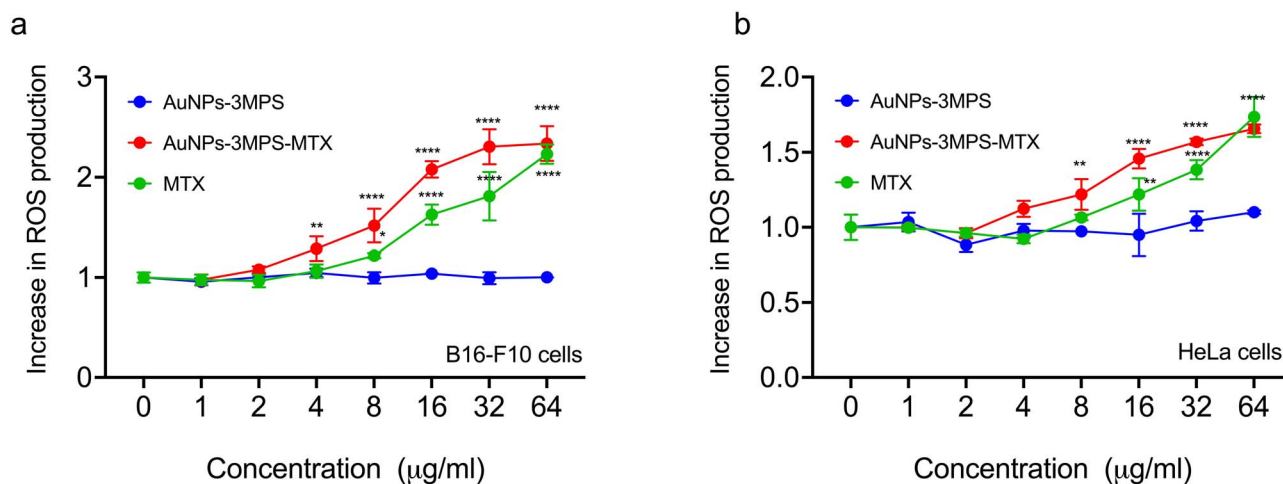 a
Increase in ROS production
3
2
1
0
AuNPs-3MPS
AuNPs-3MPS-MTX
MTX
**
****
****
****
****
*
****
****
****
B16-F10 cells
0 1 2 4 8 16 32 64
Concentration (μg/ml)
b
Increase in ROS production
2.0
1.5
1.0
0.5
0.0
AuNPs-3MPS
AuNPs-3MPS-MTX
MTX
**
****
****
****
**
****
HeLa cells
0 1 2 4 8 16 32 64
Concentration (μg/ml)